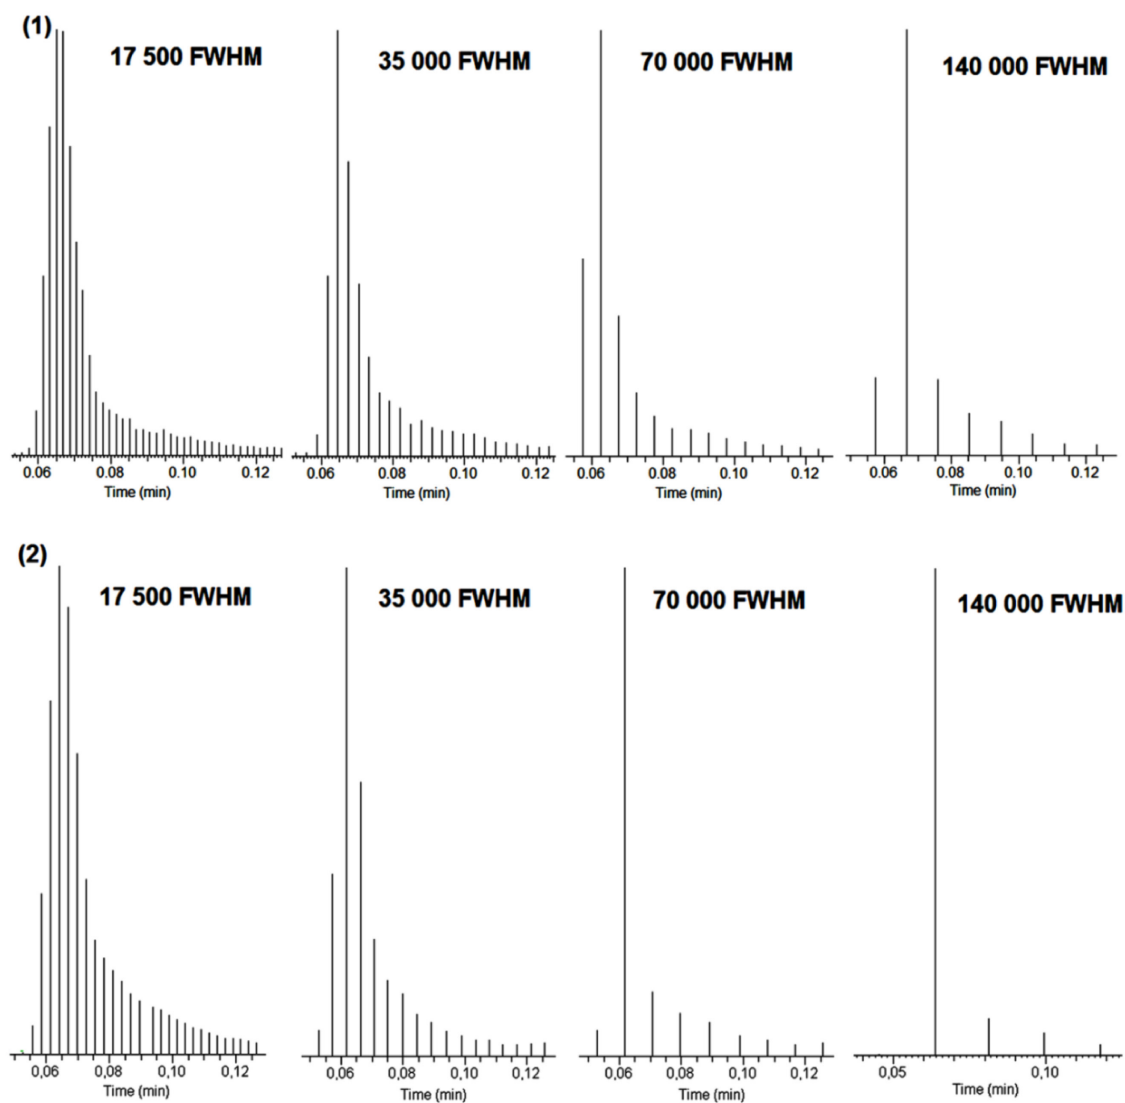 (1)
17 500 FWHM
35 000 FWHM
70 000 FWHM
140 000 FWHM
0.06 0.08 0.10 0.12
Time (min)
0.06 0.08 0.10 0.12
Time (min)
0.06 0.08 0.10 0.12
Time (min)
0.06 0.08 0.10 0.12
Time (min)
(2)
17 500 FWHM
35 000 FWHM
70 000 FWHM
140 000 FWHM
0,06 0,08 0,10 0,12
Time (min)
0,06 0,08 0,10 0,12
Time (min)
0,06 0,08 0,10 0,12
Time (min)
0,05 0,10
Time (min)